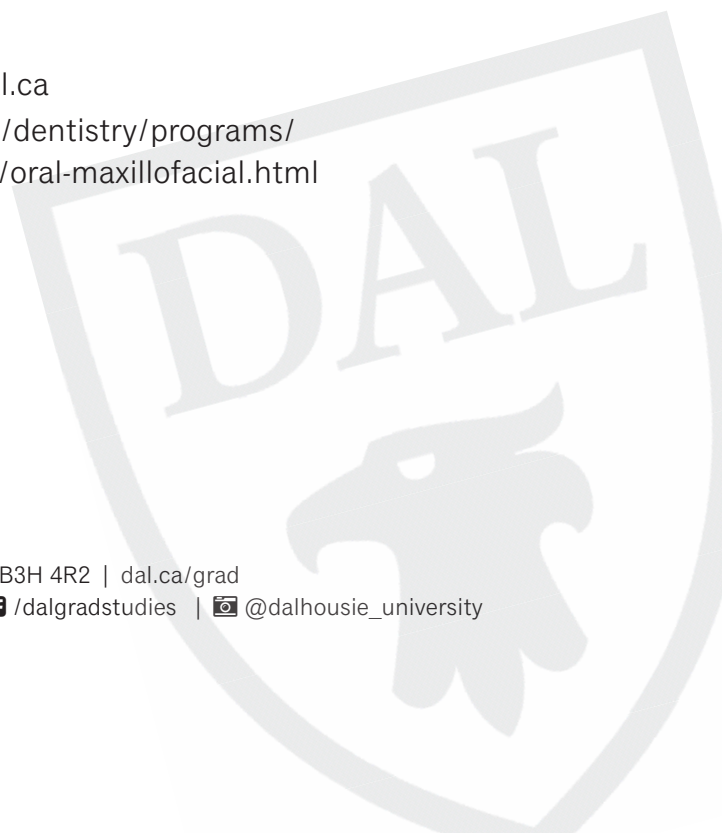 l.ca
/dentistry/programs/
/oral-maxillofacial.html
DAL
B3H 4R2 | dal.ca/grad
/dalgradstudies | @dalhousie_university